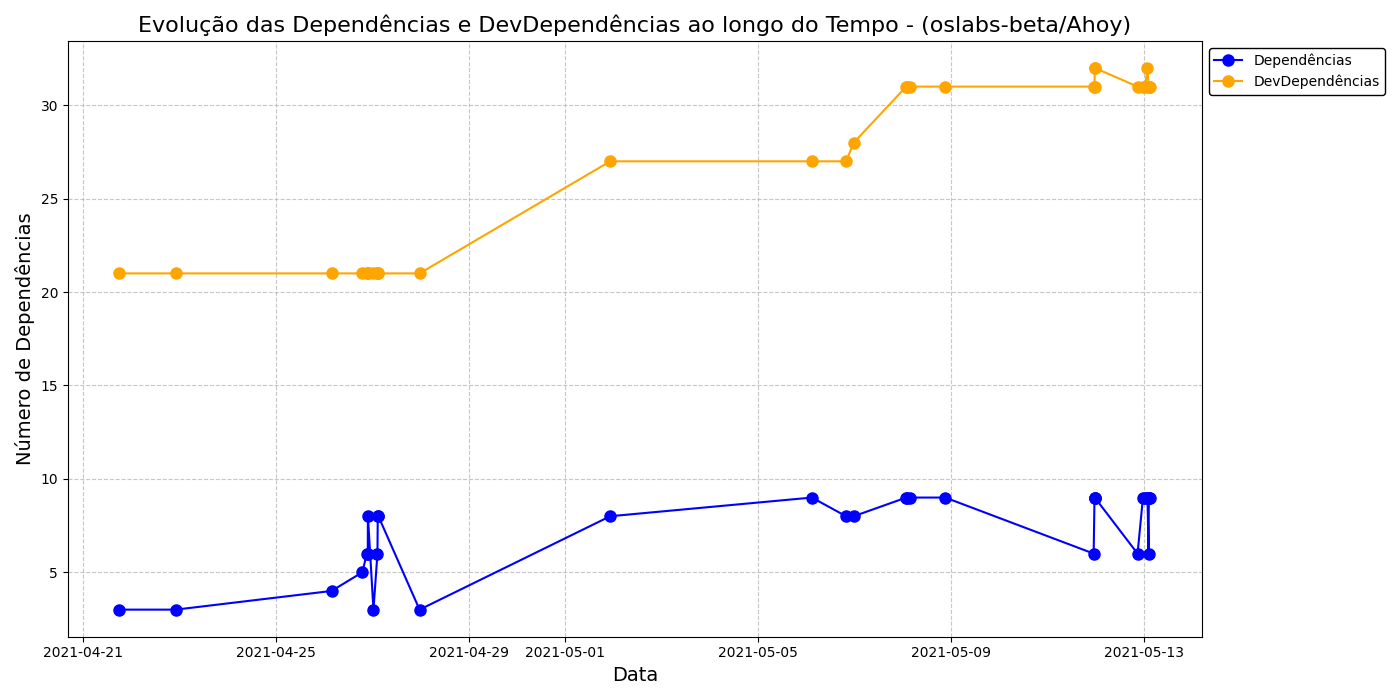 Evolução das Dependências e DevDependências ao longo do Tempo - (oslabs-beta/Ahoy)
Dependências
DevDependências
Número de Dependências
30
25
20
15
10
5
2021-04-21
2021-04-25
2021-04-29
2021-05-01
2021-05-05
2021-05-09
2021-05-13
Data